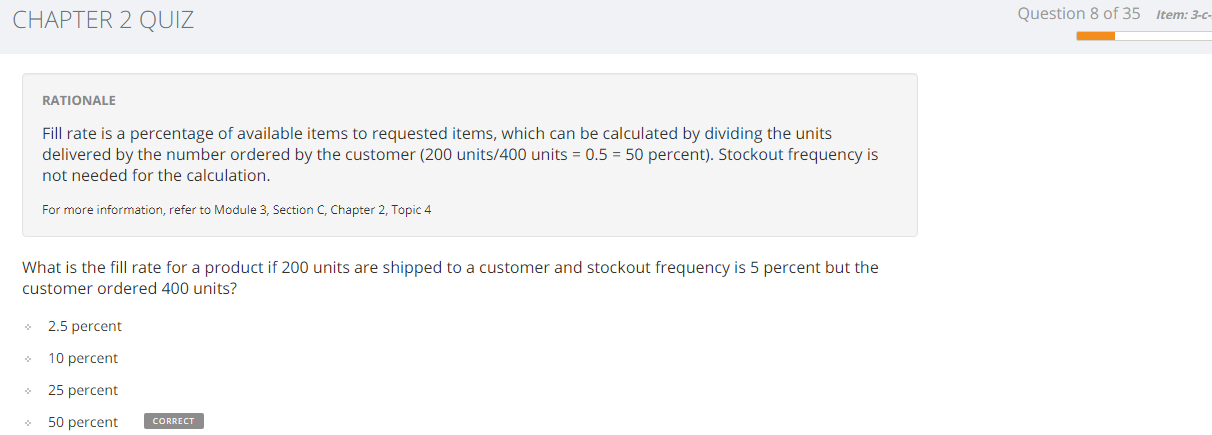 CHAPTER 2 QUIZ
Question 8 of 35 Item: 3-c-
RATIONALE
Fill rate is a percentage of available items to requested items, which can be calculated by dividing the units
delivered by the number ordered by the customer (200 units/400 units = 0.5 = 50 percent). Stockout frequency is
not needed for the calculation.
For more information, refer to Module 3, Section C, Chapter 2, Topic 4
What is the fill rate for a product if 200 units are shipped to a customer and stockout frequency is 5 percent but the
customer ordered 400 units?
2.5 percent
10 percent
25 percent
50 percent CORRECT